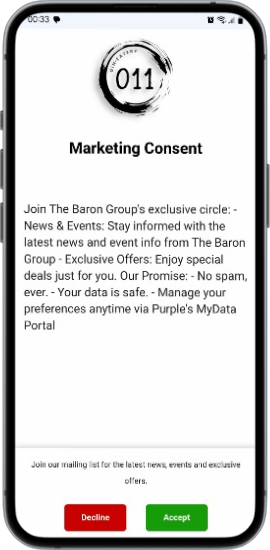 00:33
011
Marketing Consent
Join The Baron Group's exclusive circle: -
News & Events: Stay informed with the
latest news and event info from The Baron
Group - Exclusive Offers: Enjoy special
deals just for you. Our Promise: - No spam,
ever. - Your data is safe. - Manage your
preferences anytime via Purple's MyData
Portal
Join our mailing list for the latest news, events and exclusive
offers.
Decline
Accept